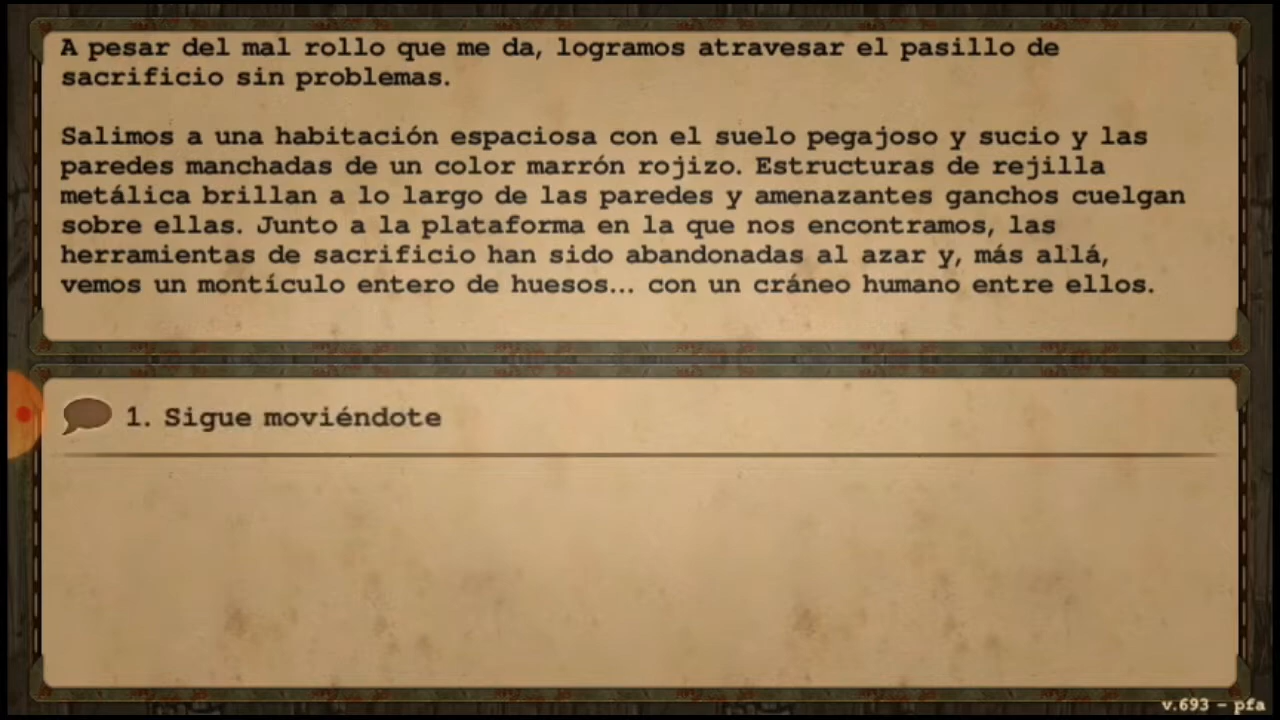 A pesar del mal rollo que me da, logramos atravesar el pasillo de
sacrificio sin problemas.
Salimos a una habitación espaciosa con el suelo pegajoso y sucio y las
paredes manchadas de un color marrón rojizo. Estructuras de rejilla
metálica brillan a lo largo de las paredes y amenazantes ganchos cuelgan
sobre ellas. Junto a la plataforma en la que nos encontramos, las
herramientas de sacrificio han sido abandonadas al azar y, más allá,
vemos un montículo entero de huesos... con un cráneo humano entre ellos.
1. Sigue moviéndote
v.693 - pfa